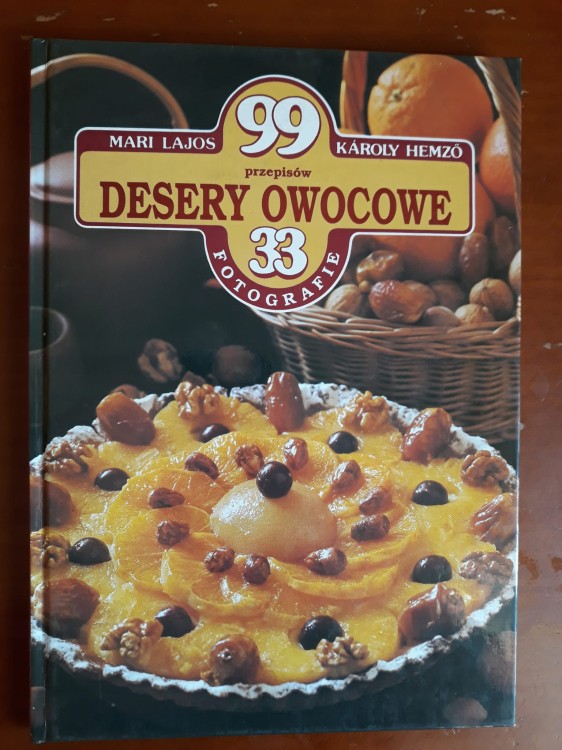 99
MARI LAJOS KÁROLY HEMZŐ
przepisów
DESERY OWOCOWE
33
FOTOGRAFIE